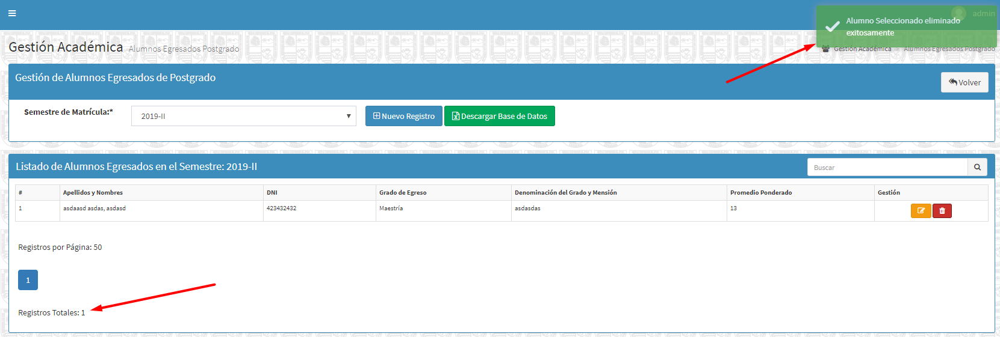 admin
Alumno Seleccionado eliminado
exitosamente
Gestión Académica Alumnos Egresados Postgrado
Gestión Académica Alumnos Egresados Postgrado
Gestión de Alumnos Egresados de Postgrado
Volver
Semestre de Matrícula:* 2019-II Nuevo Registro Descargar Base de Datos
Listado de Alumnos Egresados en el Semestre: 2019-II Buscar
# Apellidos y Nombres DNI Grado de Egreso Denominación del Grado y Mensión Promedio Ponderado Gestión
1 asdaasd asdas, asdasd 423432432 Maestría asdasdas 13
Registros por Página: 50
1
Registros Totales: 1